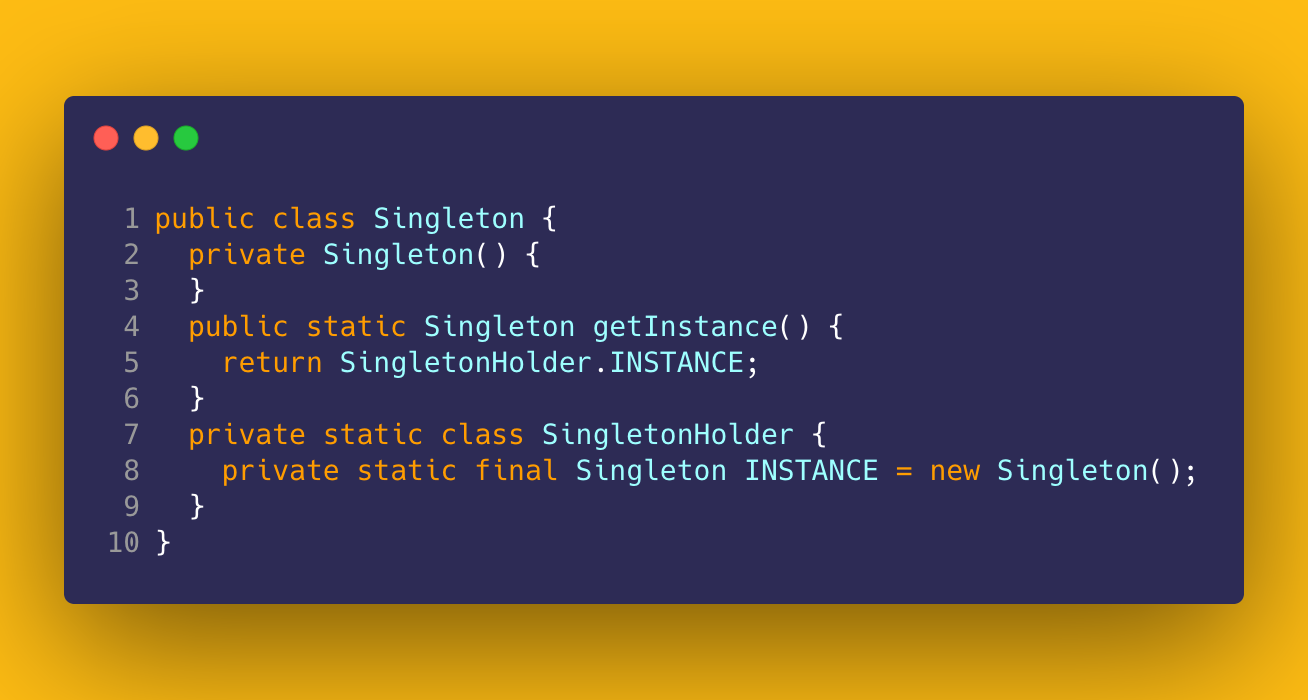 1 public class Singleton {
2   private Singleton() {
3   }
4   public static Singleton getInstance() {
5     return SingletonHolder.INSTANCE;
6   }
7   private static class SingletonHolder {
8     private static final Singleton INSTANCE = new Singleton();
9   }
10 }